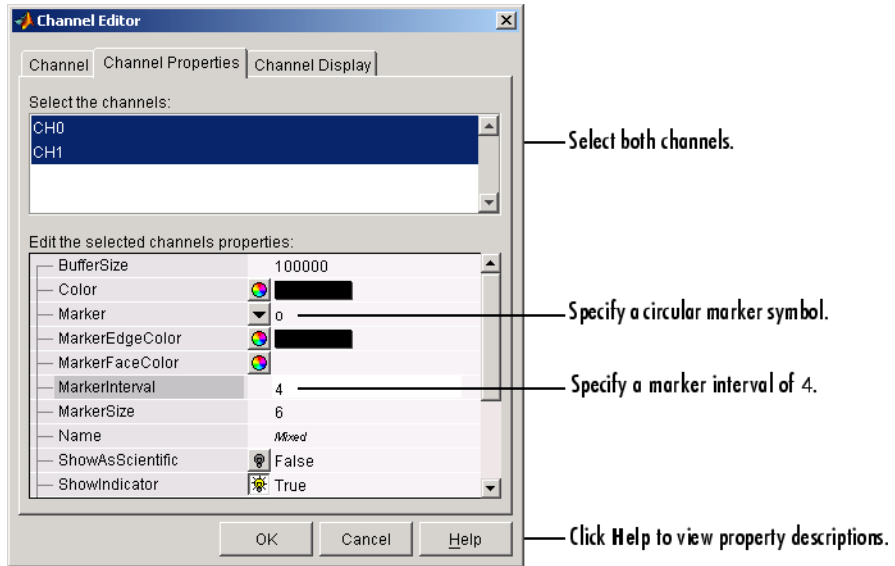 Channel Editor
Channel Channel Properties Channel Display
Select the channels:
CH0
CH1
Select both channels.
Edit the selected channels properties:
BufferSize 100000
Color
Marker o
Specify a circular marker symbol.
MarkerEdgeColor
MarkerFaceColor
MarkerInterval 4
Specify a marker interval of 4.
MarkerSize 6
Name Mixed
ShowAsScientific False
ShowIndicator True
OK Cancel Help
Click Help to view property descriptions.